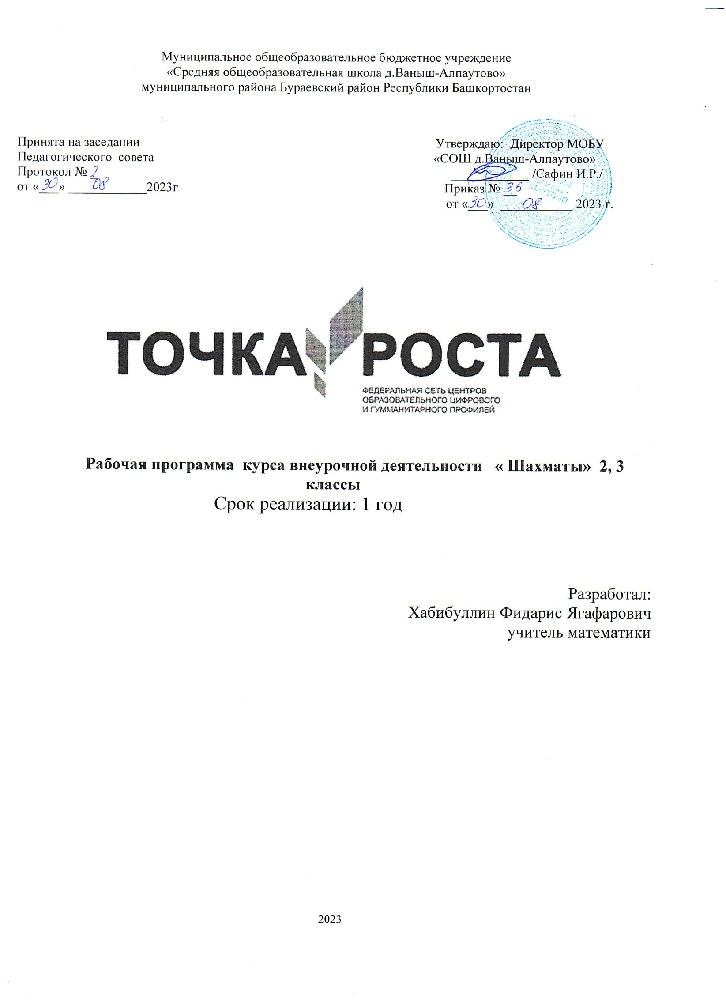 Муниципальное общеобразовательное бюджетное учреждение
«Средняя общеобразовательная школа д.Ваныш-Алпаутово»
муниципального района Бураевский район Республики Башкортостан
Принята на заседании
Педагогического  совета
Протокол № 2
от «30» 08 2023г
Утверждаю:  Директор МОБУ
«СОШ д.Ваныш-Алпаутово»
/Сафин И.Р./
Приказ № 35
от «30» 08 2023 г.
ТОЧКА РОСТА
ФЕДЕРАЛЬНАЯ СЕТЬ ЦЕНТРОВ
ОБРАЗОВАТЕЛЬНОГО ЦИФРОВОГО
И ГУММАНИТАРНОГО ПРОФИЛЕЙ
Рабочая программа  курса внеурочной деятельности   « Шахматы»  2, 3
классы
Срок реализации: 1 год
Разработал:
Хабибуллин Фидарис Ягафарович
учитель математики
2023